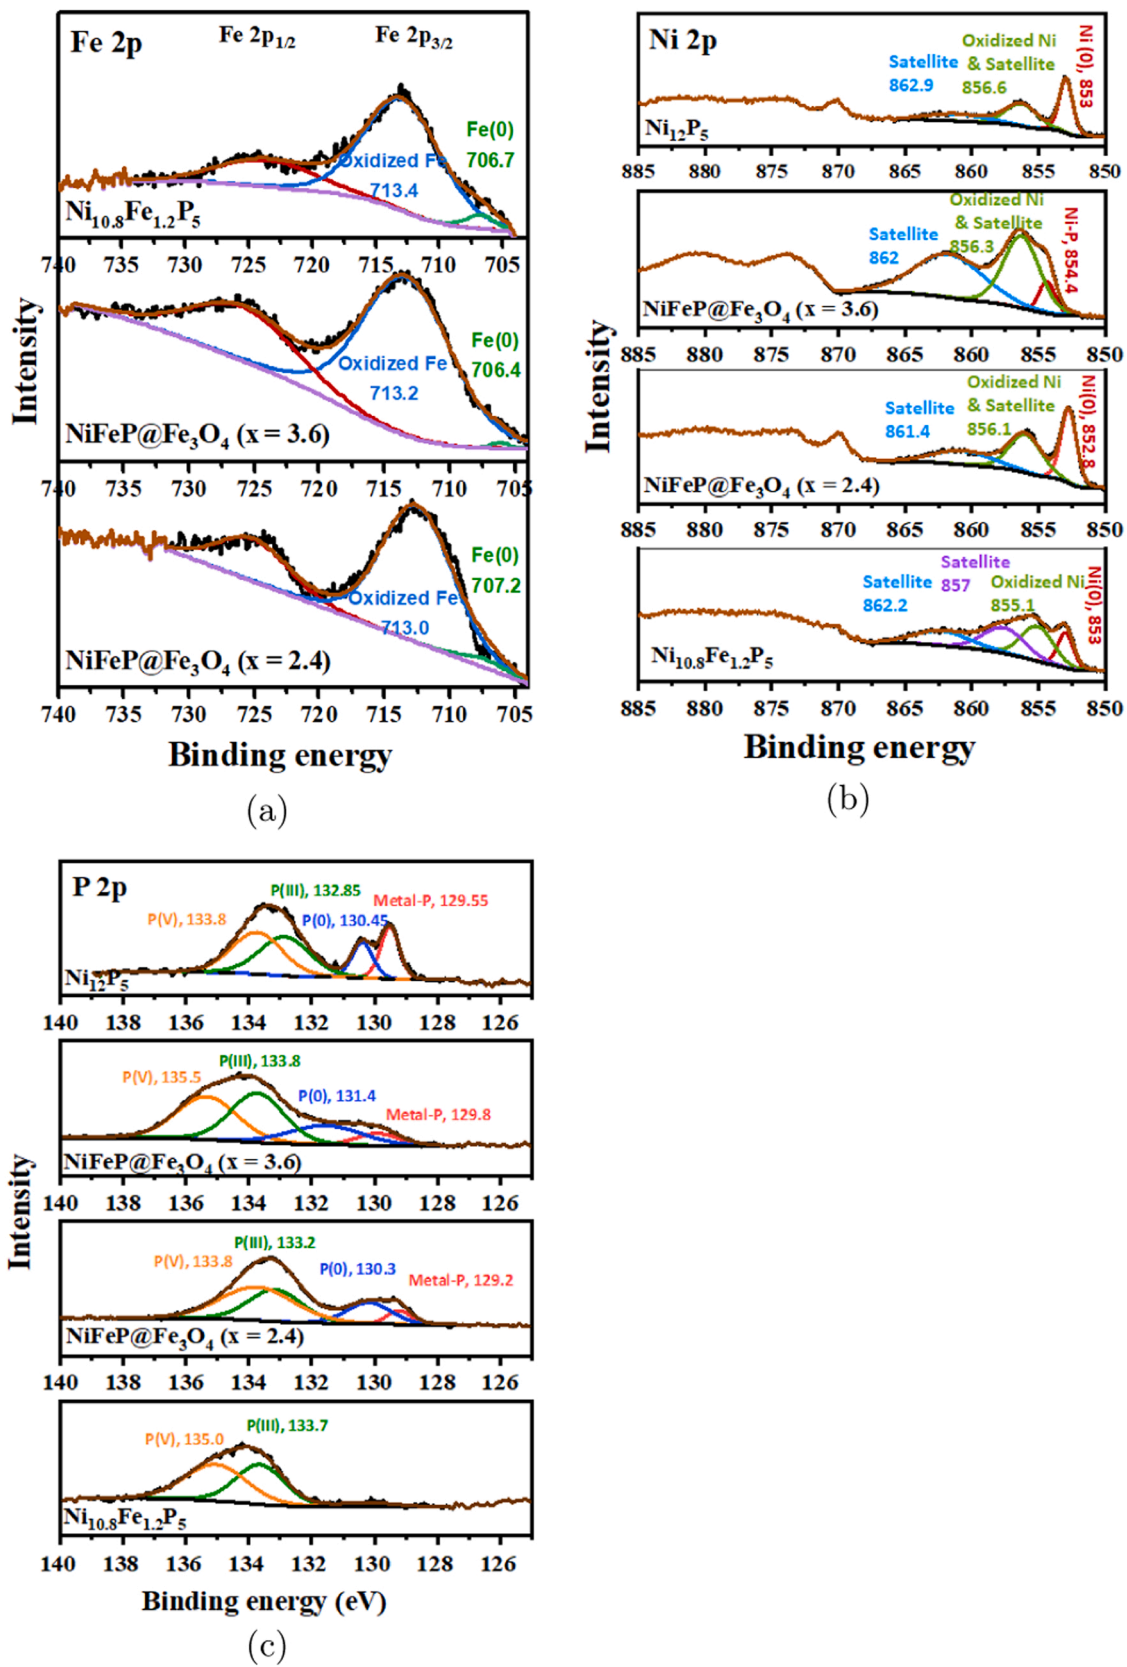 Fe 2p
Fe 2p1/2
Fe 2p3/2
Fe(0)
706.7
Oxidized Fe
713.4
Ni10.8Fe1.2P5
740 735 730 725 720 715 710 705
Fe(0)
706.4
Oxidized Fe
713.2
NiFeP@Fe3O4 (x = 3.6)
740 735 730 725 720 715 710 705
Fe(0)
707.2
Oxidized Fe
713.0
NiFeP@Fe3O4 (x = 2.4)
740 735 730 725 720 715 710 705
Intensity
Binding energy
(a)
Ni 2p
Satellite
862.9
Oxidized Ni
& Satellite
856.6
Ni (0), 853
Ni12P5
885 880 875 870 865 860 855 850
Satellite
862
Oxidized Ni
& Satellite
856.3
Ni-P, 854.4
NiFeP@Fe3O4 (x = 3.6)
885 880 875 870 865 860 855 850
Satellite
861.4
Oxidized Ni
& Satellite
856.1
Ni(0), 852.8
NiFeP@Fe3O4 (x = 2.4)
885 880 875 870 865 860 855 850
Satellite
862.2
Satellite
857
Oxidized Ni
855.1
Ni(0), 853
Ni10.8Fe1.2P5
885 880 875 870 865 860 855 850
Intensity
Binding energy
(b)
P 2p
P(V), 133.8
P(III), 132.85
P(0), 130.45
Metal-P, 129.55
Ni12P5
140 138 136 134 132 130 128 126
P(V), 135.5
P(III), 133.8
P(0), 131.4
Metal-P, 129.8
NiFeP@Fe3O4 (x = 3.6)
140 138 136 134 132 130 128 126
P(V), 133.8
P(III), 133.2
P(0), 130.3
Metal-P, 129.2
NiFeP@Fe3O4 (x = 2.4)
140 138 136 134 132 130 128 126
P(V), 135.0
P(III), 133.7
Ni10.8Fe1.2P5
140 138 136 134 132 130 128 126
Intensity
Binding energy (eV)
(c)